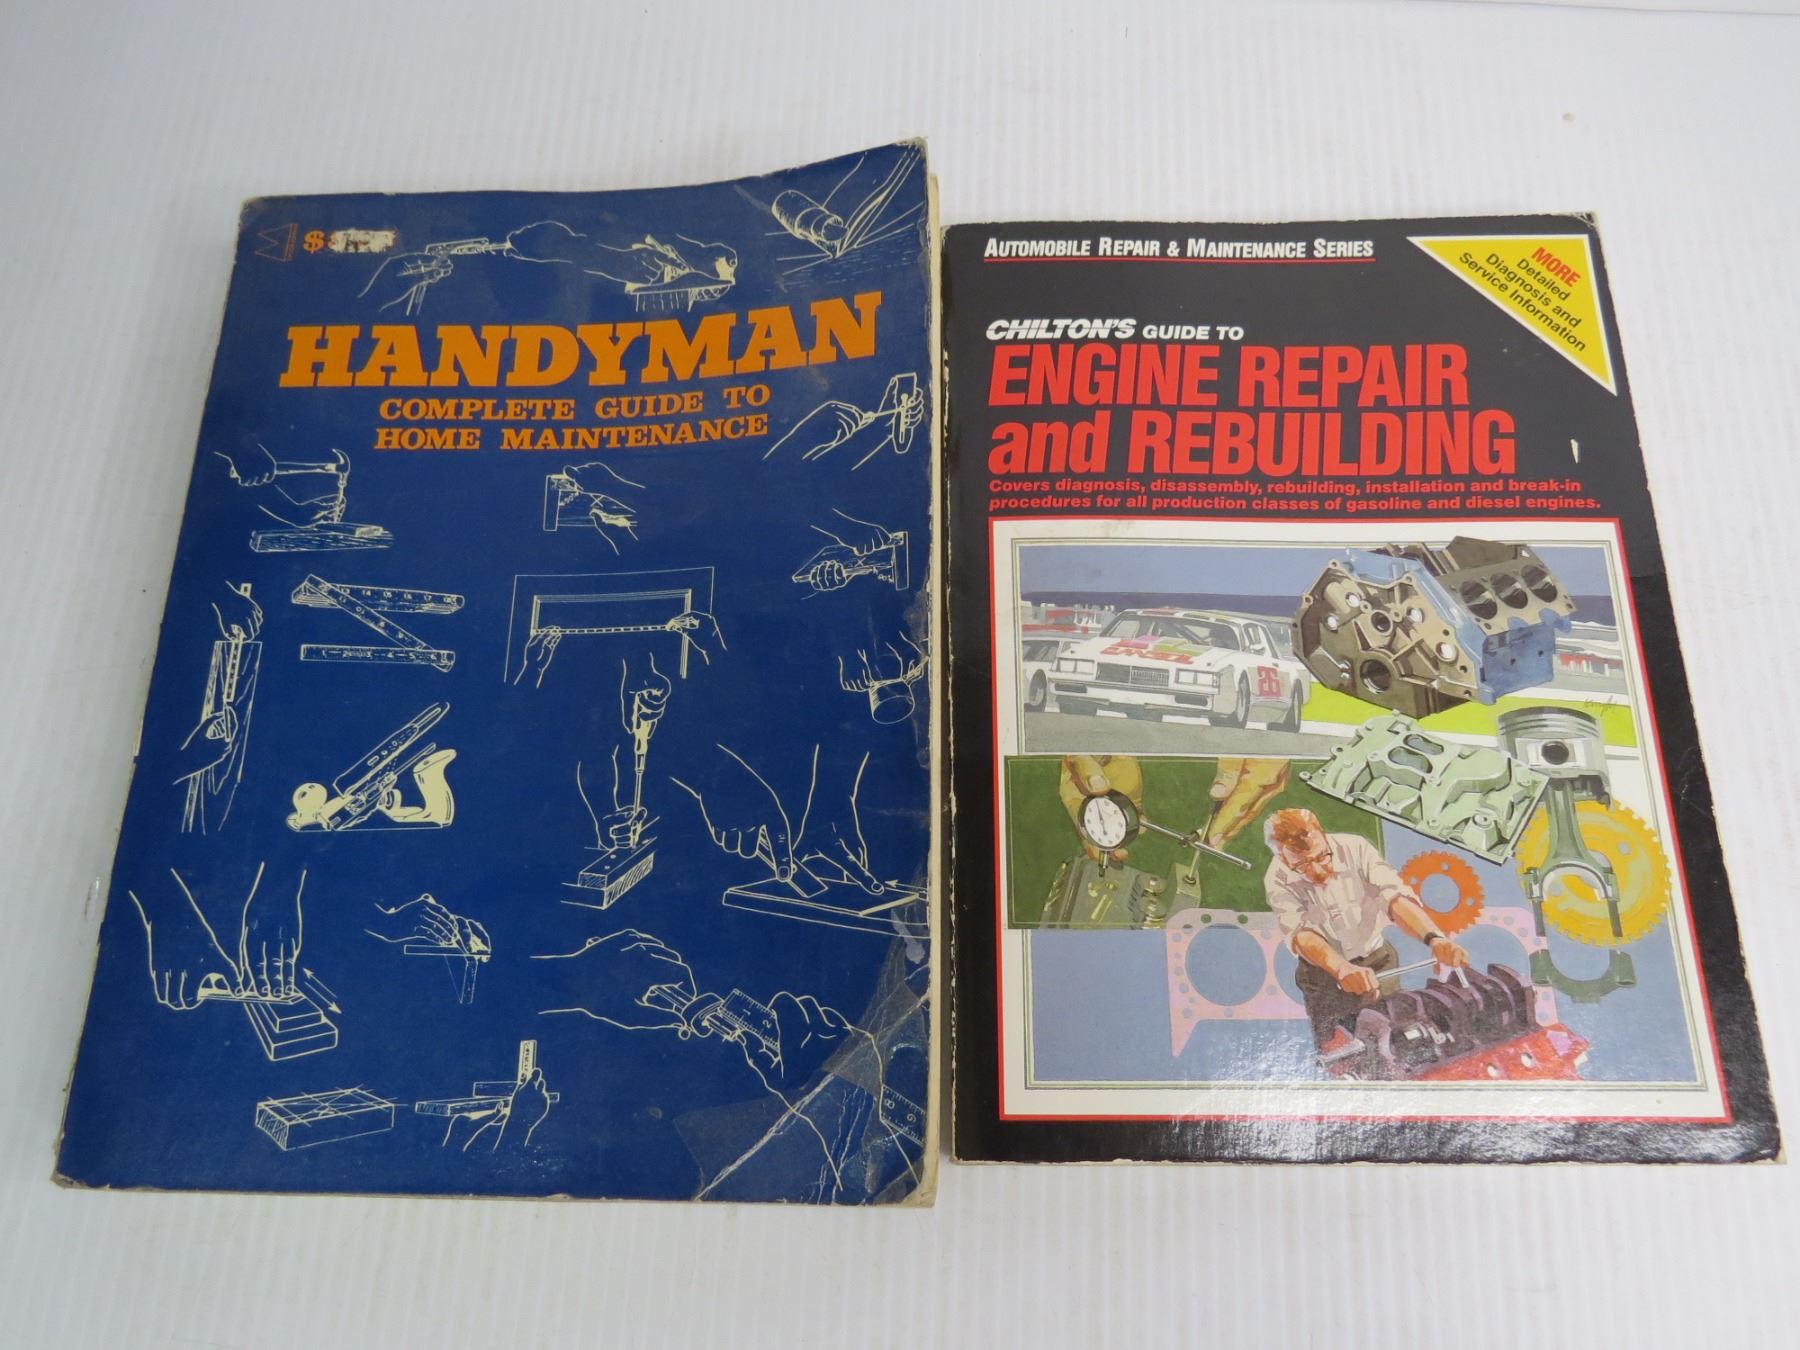 $
HANDYMAN
COMPLETE GUIDE TO
HOME MAINTENANCE
AUTOMOBILE REPAIR & MAINTENANCE SERIES
MORE
Detailed
Diagnosis and
Service Information
CHILTON'S GUIDE TO
ENGINE REPAIR
and REBUILDING
Covers diagnosis, disassembly, rebuilding, installation and break-in
procedures for all production classes of gasoline and diesel engines.
26